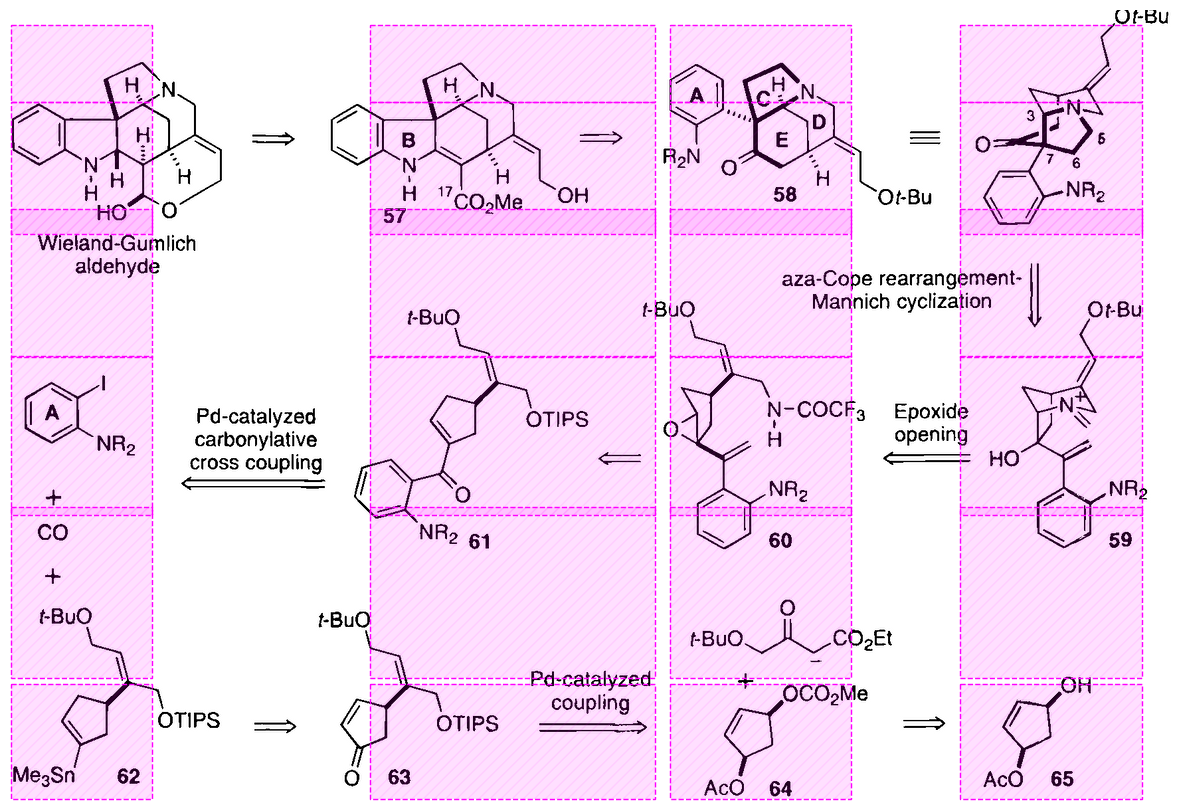 Ot-Bu
H
N
H
N
H
H
H
HO
O
Wieland-Gumlich
aldehyde
H
N
B
N
H
H
17
CO₂Me
OH
57
A
H
N
C
D
E
R₂N
O
H
58
Ot-Bu
3
N
5
O
7
6
NR₂
aza-Cope rearrangement-
Mannich cyclization
I
A
NR₂
+
CO
+
Pd-catalyzed
carbonylative
cross coupling
t-BuO
OTIPS
O
NR₂
61
t-BuO
O
N
H
COCF₃
NR₂
60
Epoxide
opening
Ot-Bu
N
+
HO
NR₂
59
t-BuO
OTIPS
Me₃Sn
62
t-BuO
OTIPS
O
63
Pd-catalyzed
coupling
O
t-BuO
CO₂Et
–
+
OCO₂Me
AcO
64
OH
AcO
65